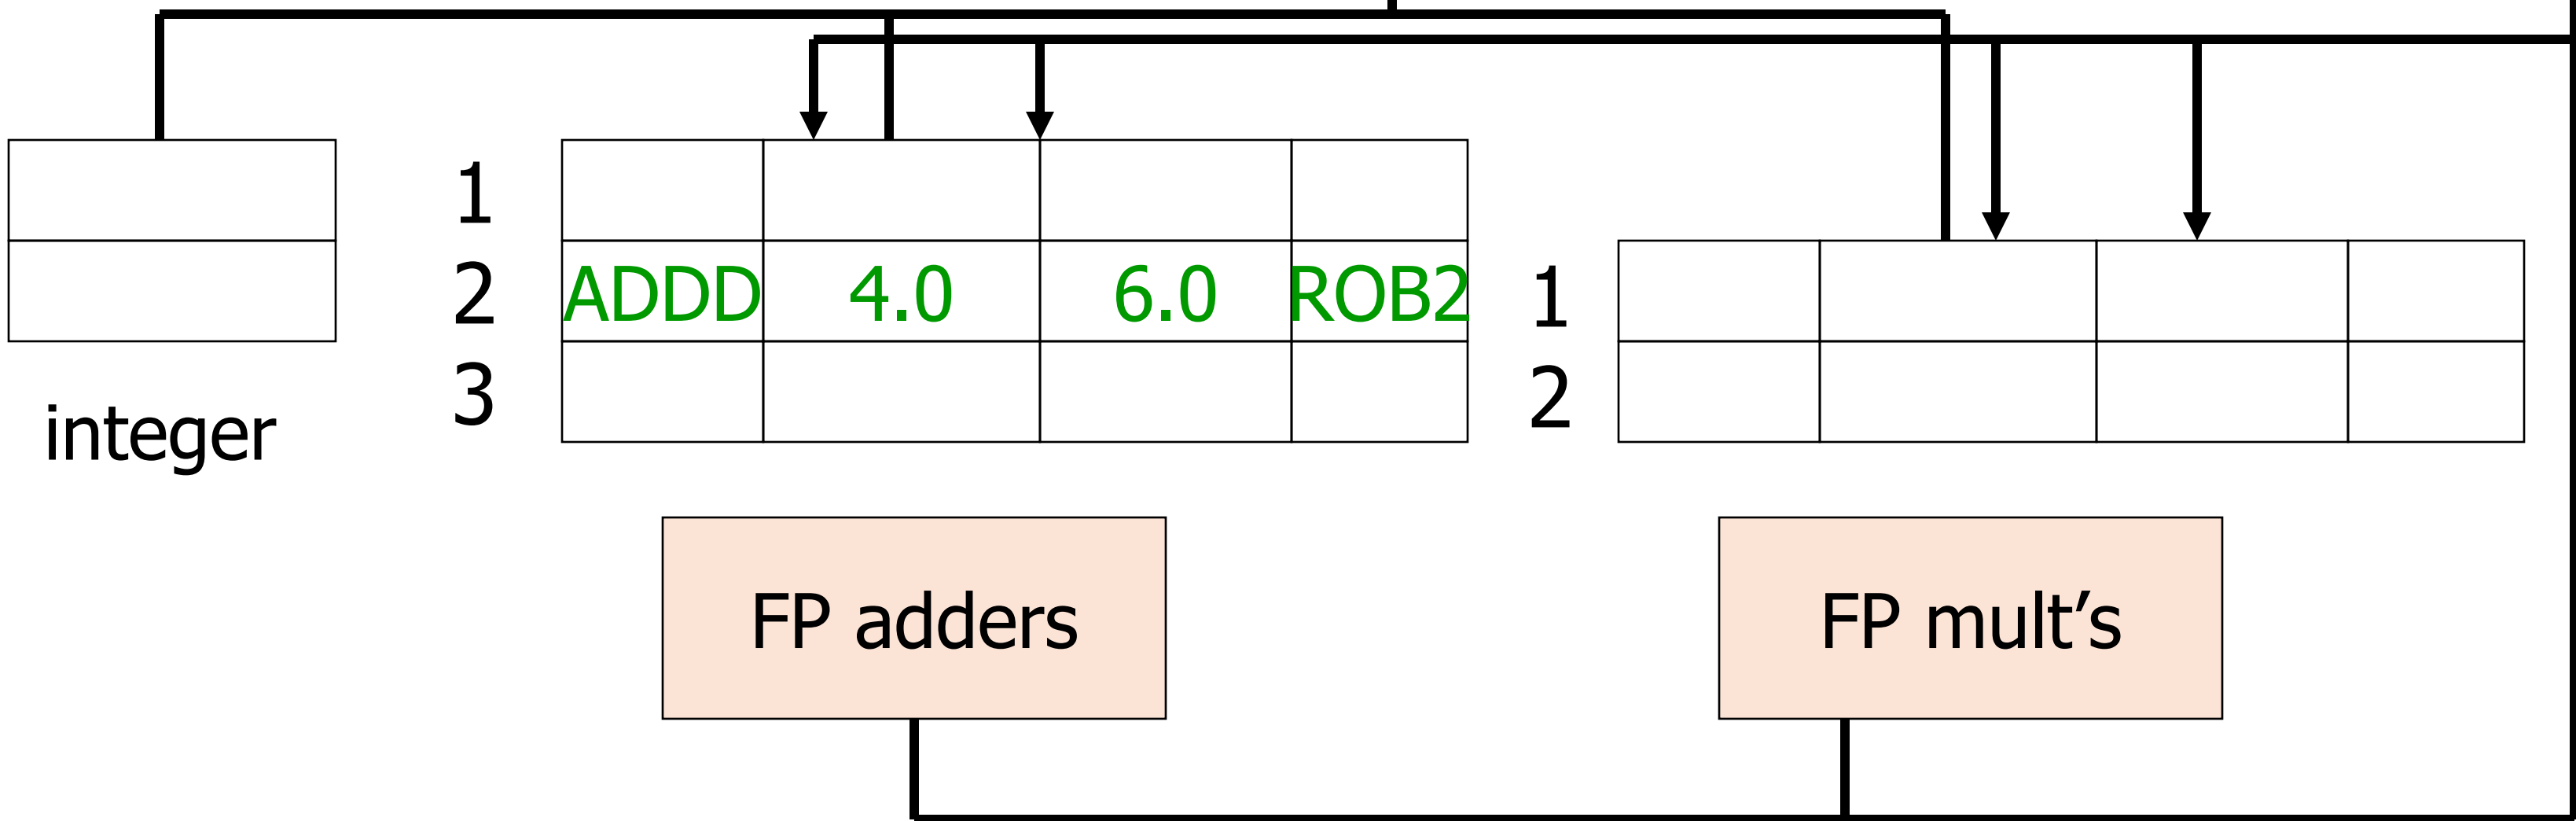 1
2 ADDD 4.0 6.0 ROB2 1
3 2
integer
FP adders FP mult’s